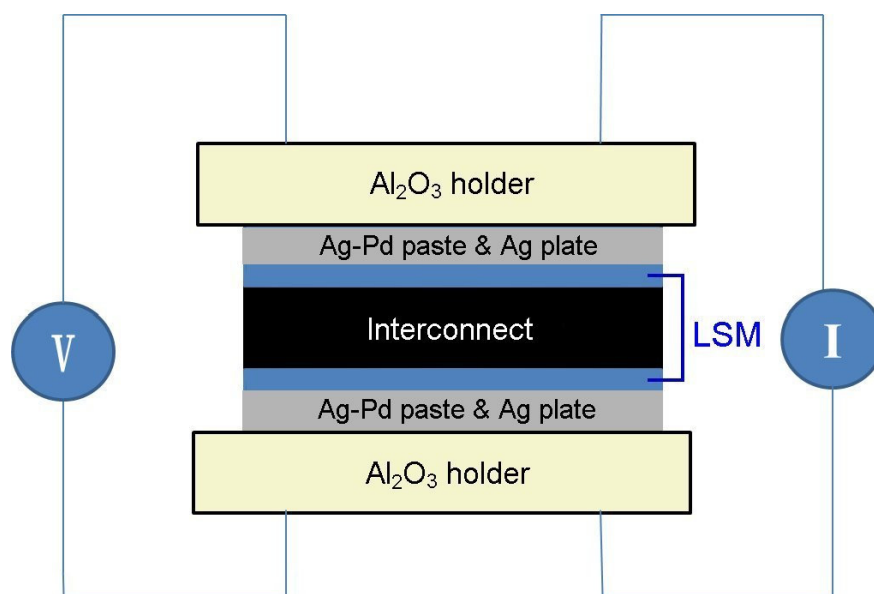 Al₂O₃ holder
Ag-Pd paste & Ag plate
Interconnect
LSM
V
I
Ag-Pd paste & Ag plate
Al₂O₃ holder